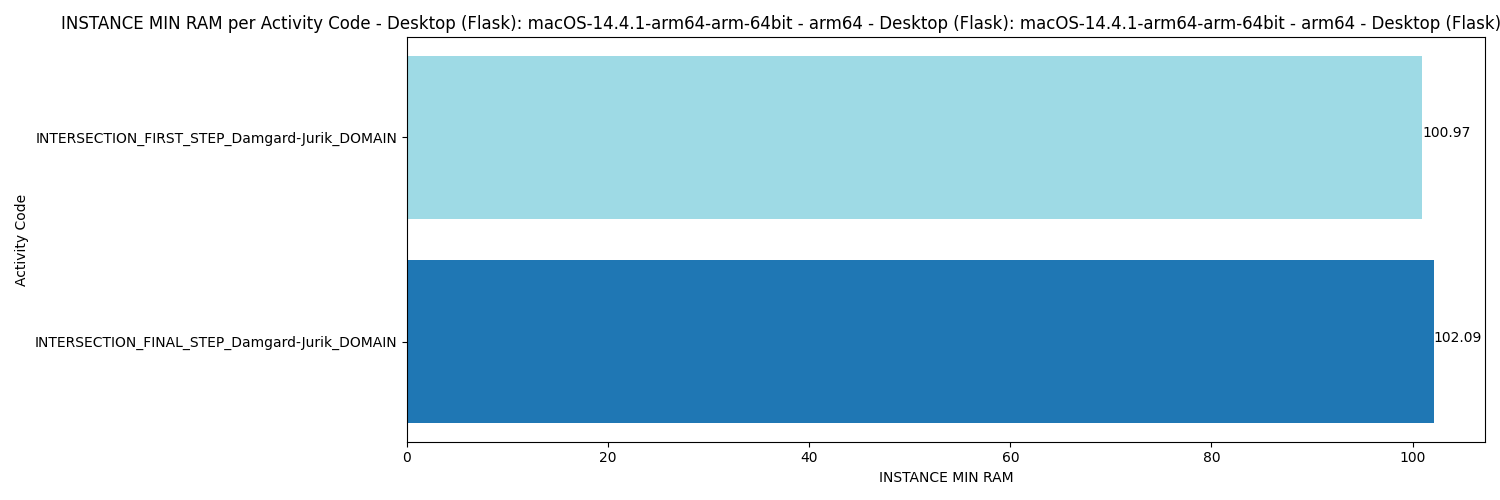 INSTANCE MIN RAM per Activity Code - Desktop (Flask): macOS-14.4.1-arm64-arm-64bit - arm64 - Desktop (Flask): macOS-14.4.1-arm64-arm-64bit - arm64 - Desktop (Flask)
INTERSECTION_FIRST_STEP_Damgard-Jurik_DOMAIN
100.97
Activity Code
INTERSECTION_FINAL_STEP_Damgard-Jurik_DOMAIN
102.09
0 20 40 60 80 100
INSTANCE MIN RAM